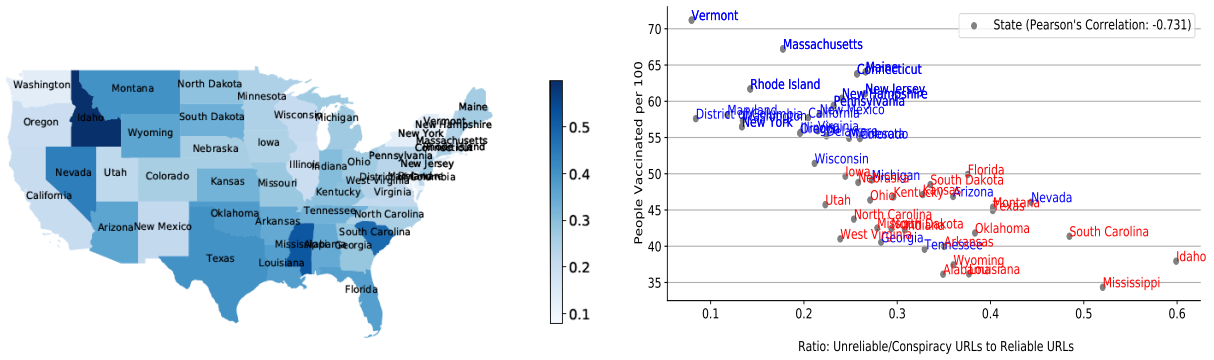 Washington
Montana
North Dakota
Minnesota
Maine
Idaho
Oregon
South Dakota
Wisconsin
Michigan
Vermont
New Hampshire
Wyoming
New York
Massachusetts
Connecticut
Nebraska
Iowa
Pennsylvania
Nevada
Utah
Colorado
Illinois
Indiana
Ohio
New Jersey
Kansas
Missouri
West Virginia
California
Kentucky
Virginia
Arizona
New Mexico
Oklahoma
Arkansas
Tennessee
North Carolina
South Carolina
Georgia
Texas
Louisiana
Florida
0.5
0.4
0.3
0.2
0.1
People Vaccinated per 100
70
65
60
55
50
45
40
35
State (Pearson's Correlation: -0.731)
Vermont
Massachusetts
Maine
Connecticut
Rhode Island
New Jersey
New Hampshire
Pennsylvania
Maryland
New Mexico
California
New York
Virginia
Colorado
Wisconsin
Iowa
Nebraska
Michigan
Florida
South Dakota
Kansas
Kentucky
Ohio
Utah
Arizona
Nevada
Montana
Texas
North Carolina
West Virginia
Georgia
Oklahoma
South Carolina
Arkansas
Tennessee
Wyoming
Alabama
Louisiana
Idaho
Mississippi
0.1
0.2
0.3
0.4
0.5
0.6
Ratio: Unreliable/Conspiracy URLs to Reliable URLs